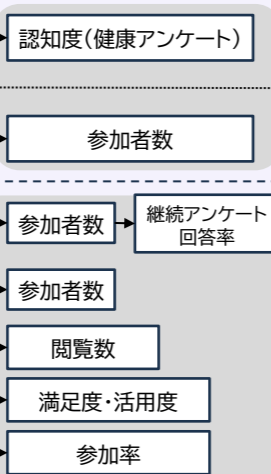 認知度(健康アンケート)
参加者数
参加者数
継続アンケート
回答率
参加者数
閲覧数
満足度・活用度
参加率